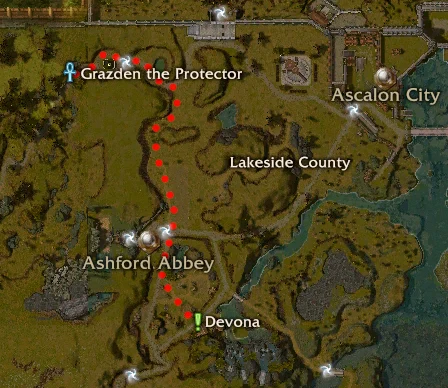 Grazden the Protector
Ascalon City
Lakeside County
Ashford Abbey
Devona